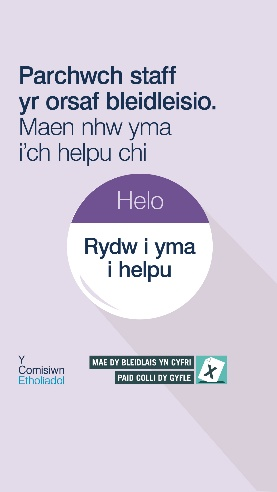 Parchwch staff
yr orsaf bleidleisio.
Maen nhw yma
i'ch helpu chi
Helo
Rydw i yma
i helpu
Y
Comisiwn
Etholiadol
MAE DY BLEIDLAIS YN CYFRI
PAID COLLI DY GYFLE
X